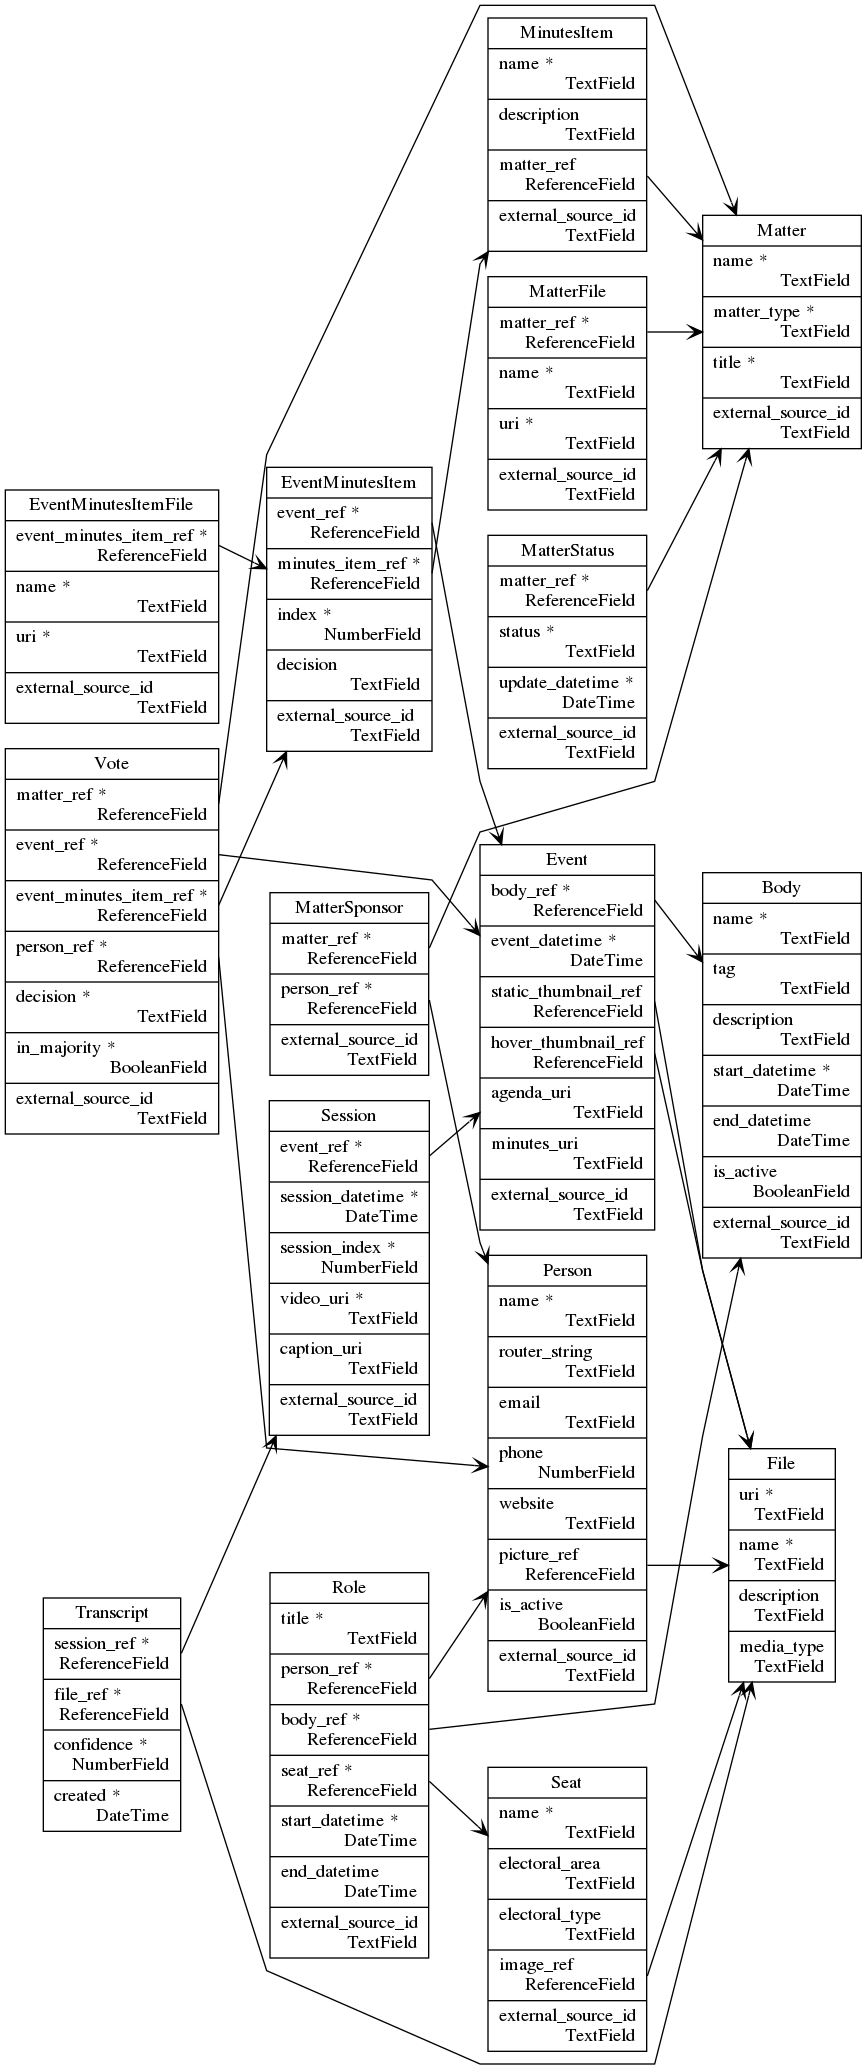 MinutesItem
name *
TextField
description
TextField
matter_ref
ReferenceField
external_source_id
TextField
Matter
name *
TextField
matter_type *
TextField
title *
TextField
external_source_id
TextField
MatterFile
matter_ref *
ReferenceField
name *
TextField
uri *
TextField
external_source_id
TextField
EventMinutesItem
event_ref *
ReferenceField
minutes_item_ref *
ReferenceField
index *
NumberField
decision
TextField
external_source_id
TextField
EventMinutesItemFile
event_minutes_item_ref *
ReferenceField
name *
TextField
uri *
TextField
external_source_id
TextField
MatterStatus
matter_ref *
ReferenceField
status *
TextField
update_datetime *
DateTime
external_source_id
TextField
Vote
matter_ref *
ReferenceField
event_ref *
ReferenceField
event_minutes_item_ref *
ReferenceField
person_ref *
ReferenceField
decision *
TextField
in_majority *
BooleanField
external_source_id
TextField
MatterSponsor
matter_ref *
ReferenceField
person_ref *
ReferenceField
external_source_id
TextField
Event
body_ref *
ReferenceField
event_datetime *
DateTime
static_thumbnail_ref
ReferenceField
hover_thumbnail_ref
ReferenceField
agenda_uri
TextField
minutes_uri
TextField
external_source_id
TextField
Body
name *
TextField
tag
TextField
description
TextField
start_datetime *
DateTime
end_datetime
DateTime
is_active
BooleanField
external_source_id
TextField
Session
event_ref *
ReferenceField
session_datetime *
DateTime
session_index *
NumberField
video_uri *
TextField
caption_uri
TextField
external_source_id
TextField
Person
name *
TextField
router_string
TextField
email
TextField
phone
NumberField
website
TextField
picture_ref
ReferenceField
is_active
BooleanField
external_source_id
TextField
File
uri *
TextField
name *
TextField
description
TextField
media_type
TextField
Transcript
session_ref *
ReferenceField
file_ref *
ReferenceField
confidence *
NumberField
created *
DateTime
Role
title *
TextField
person_ref *
ReferenceField
body_ref *
ReferenceField
seat_ref *
ReferenceField
start_datetime *
DateTime
end_datetime
DateTime
external_source_id
TextField
Seat
name *
TextField
electoral_area
TextField
electoral_type
TextField
image_ref
ReferenceField
external_source_id
TextField